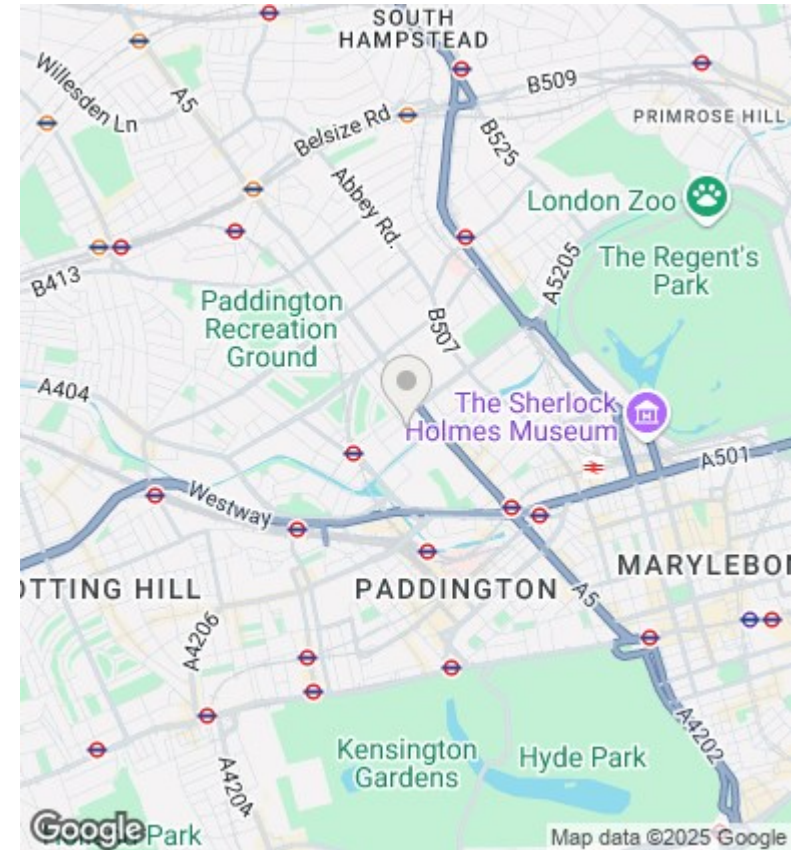 SOUTH
HAMPSTEAD
Willesden Ln
A5
B509
PRIMROSE HILL
Belsize Rd
B525
Abbey Rd.
London Zoo
A5205
The Regent's
Park
B413
Paddington
Recreation
Ground
B507
A404
The Sherlock
Holmes Museum
A501
Westway
OTTING HILL
PADDINGTON
MARYLEBON
A5
A4206
A4202
Kensington
Gardens
Hyde Park
A4204
Google
Park
Map data ©2025 Google